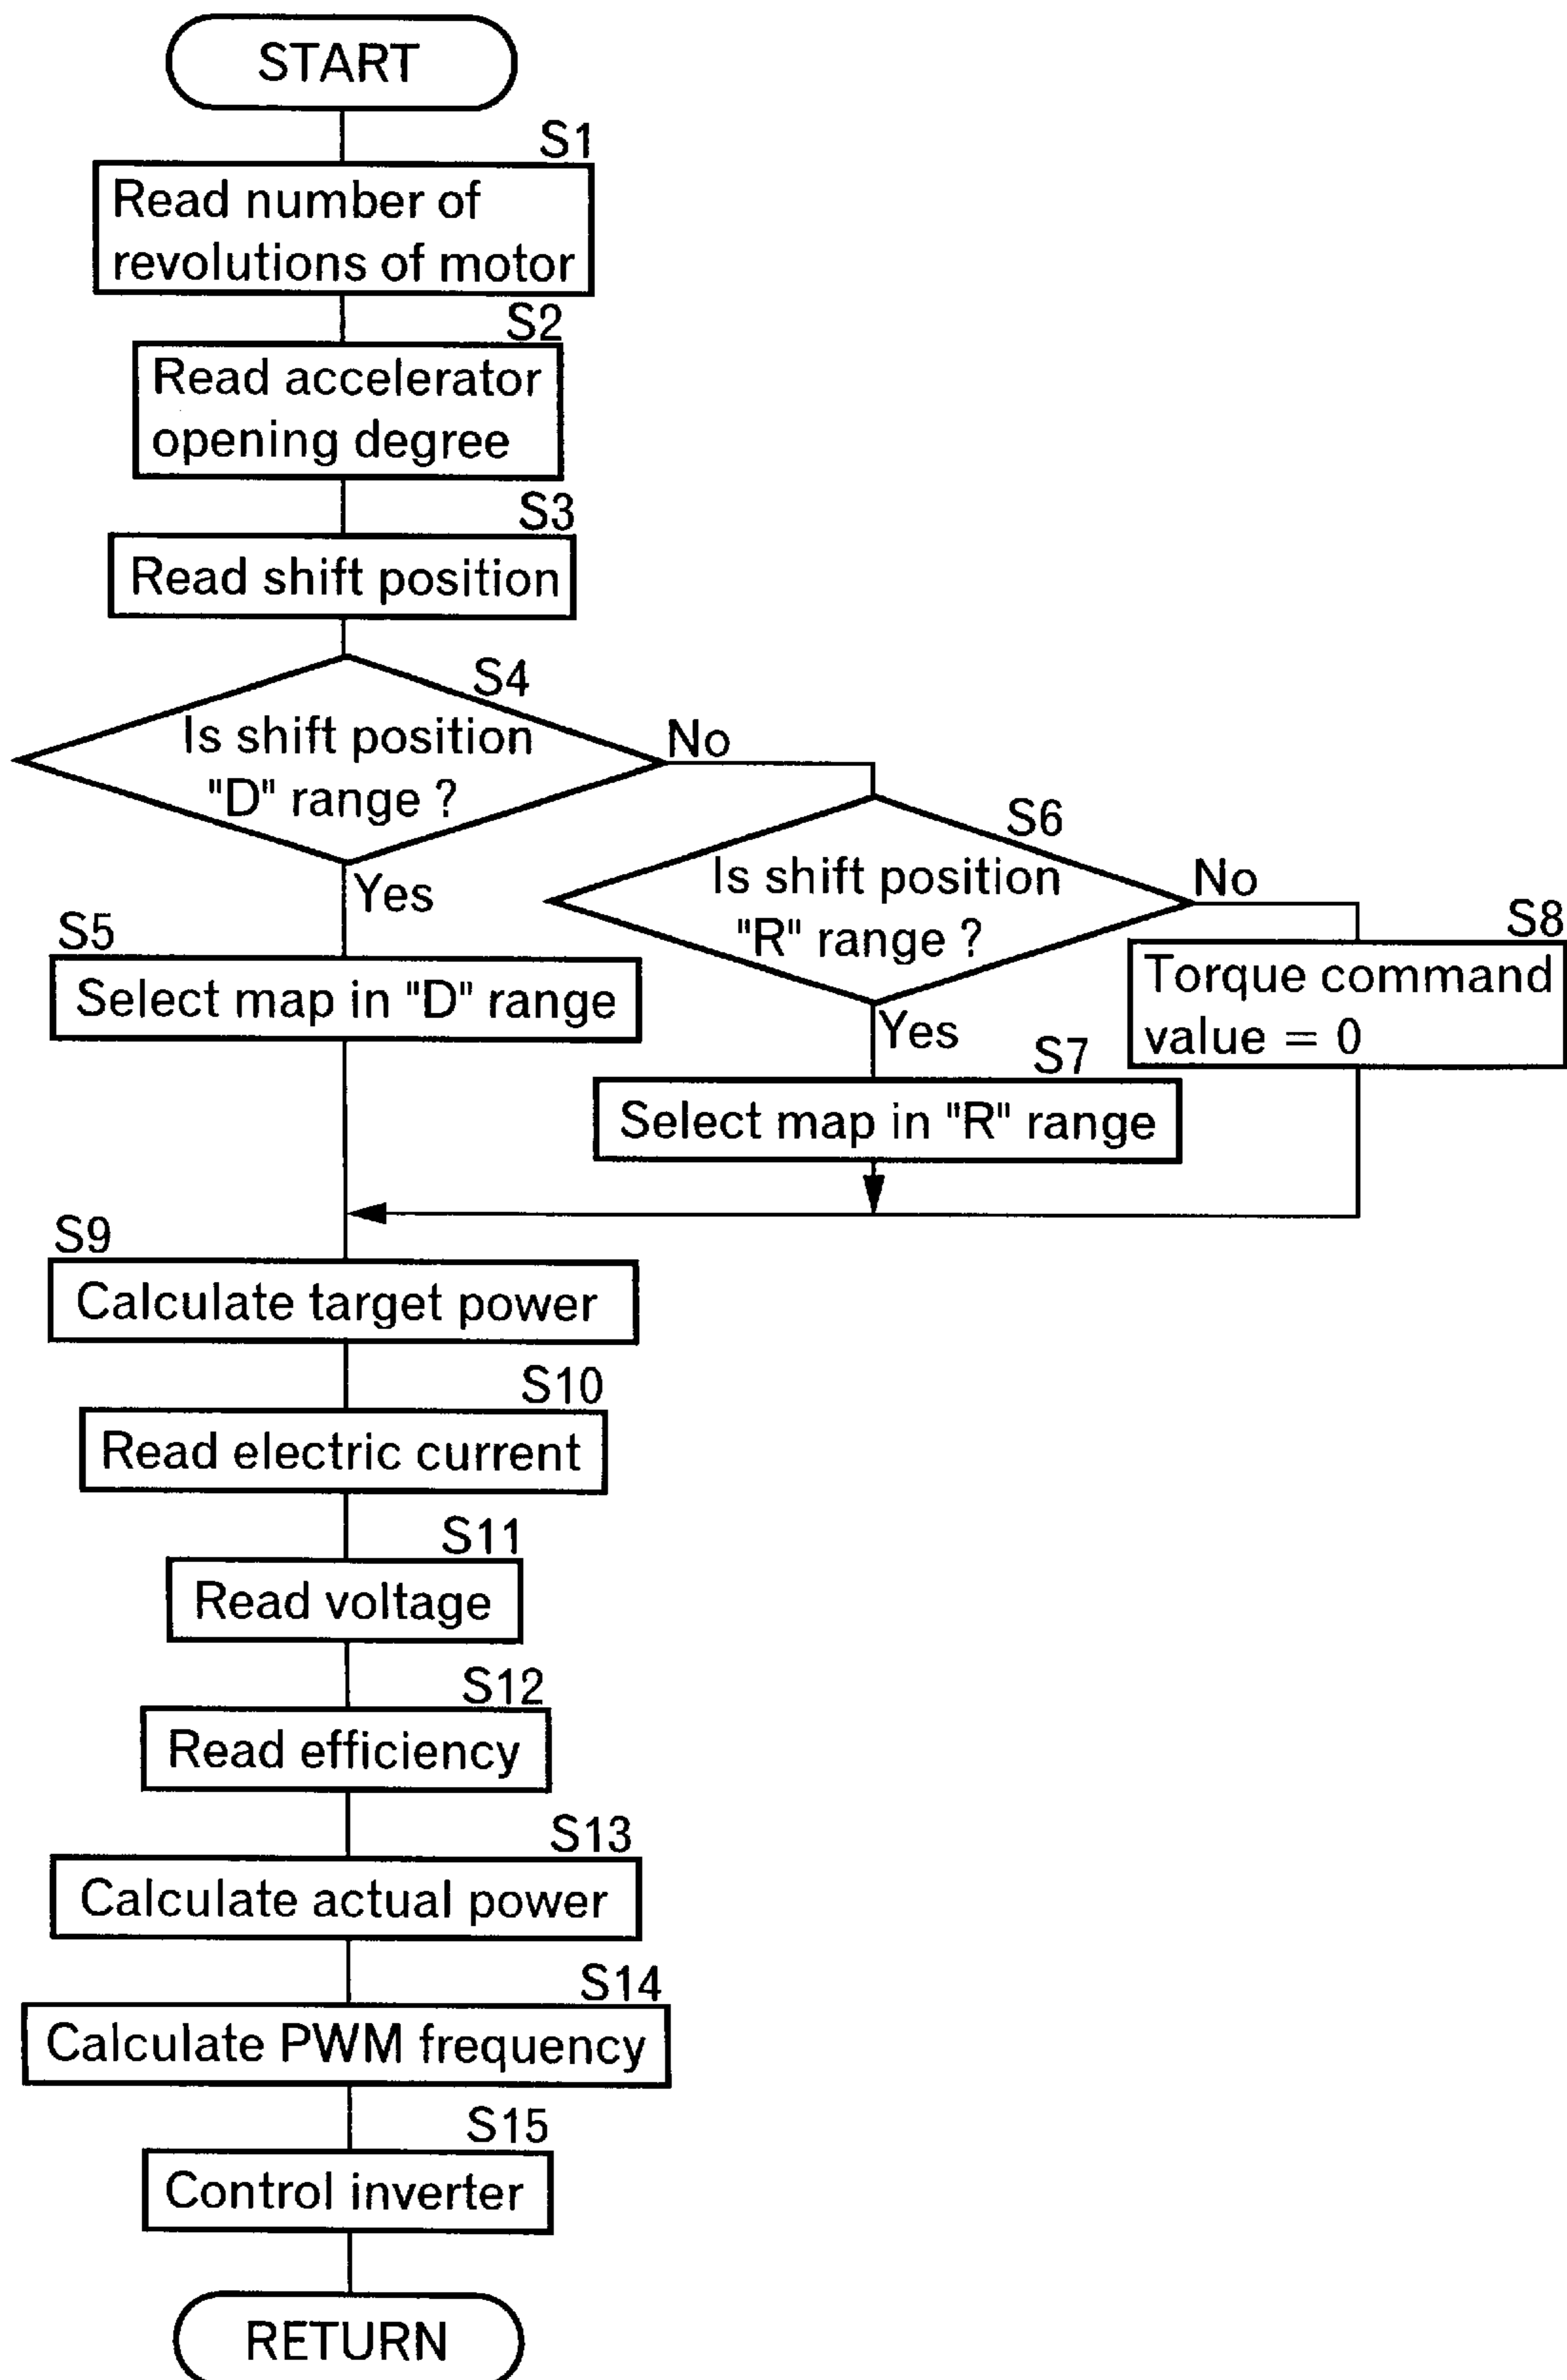 START
S1
Read number of
revolutions of motor
S2
Read accelerator
opening degree
S3
Read shift position
S4
Is shift position
"D" range ?
No
Yes
S6
Is shift position
"R" range ?
No
Yes
S5
Select map in "D" range
S8
Torque command
value = 0
S7
Select map in "R" range
S9
Calculate target power
S10
Read electric current
S11
Read voltage
S12
Read efficiency
S13
Calculate actual power
S14
Calculate PWM frequency
S15
Control inverter
RETURN